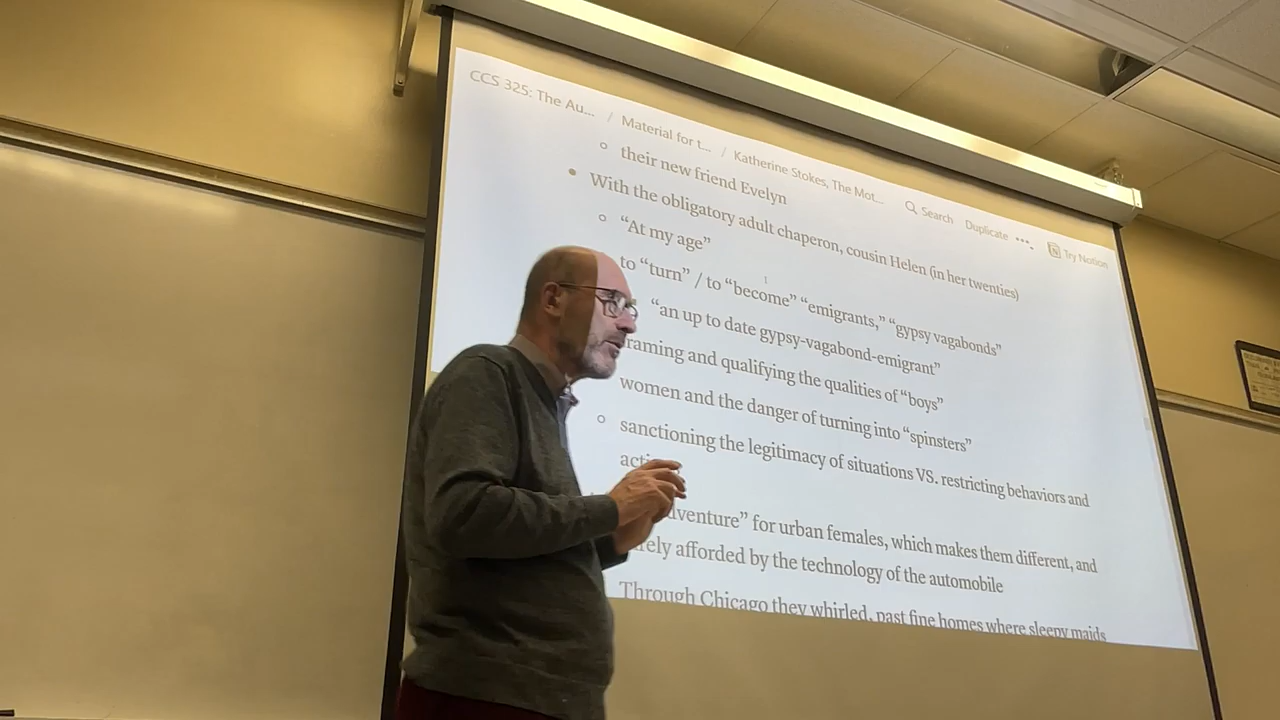 CCS 325: The Au... / Material for t... / Katherine Stokes, The Mot... Search Duplicate ••• Try Notion
their new friend Evelyn
With the obligatory adult chaperon, cousin Helen (in her twenties)
“At my age”
to “turn” / to “become” “emigrants,” “gypsy vagabonds”
“an up to date gypsy-vagabond-emigrant”
raming and qualifying the qualities of “boys”
women and the danger of turning into “spinsters”
sanctioning the legitimacy of situations VS. restricting behaviors and
dventure” for urban females, which makes them different, and
afforded by the technology of the automobile
Through Chicago they whirled, past fine homes where sleepy maids